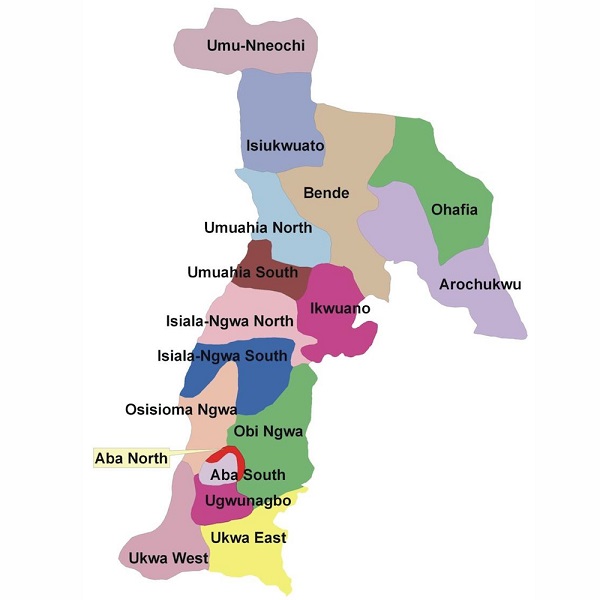 Umu-Nneochi
Isiukwuato
Bende
Ohafia
Umuahia North
Umuahia South
Arochukwu
Ikwuano
Isiala-Ngwa North
Isiala-Ngwa South
Osisioma Ngwa
Obi Ngwa
Aba North
Aba South
Ugwunagbo
Ukwa East
Ukwa West